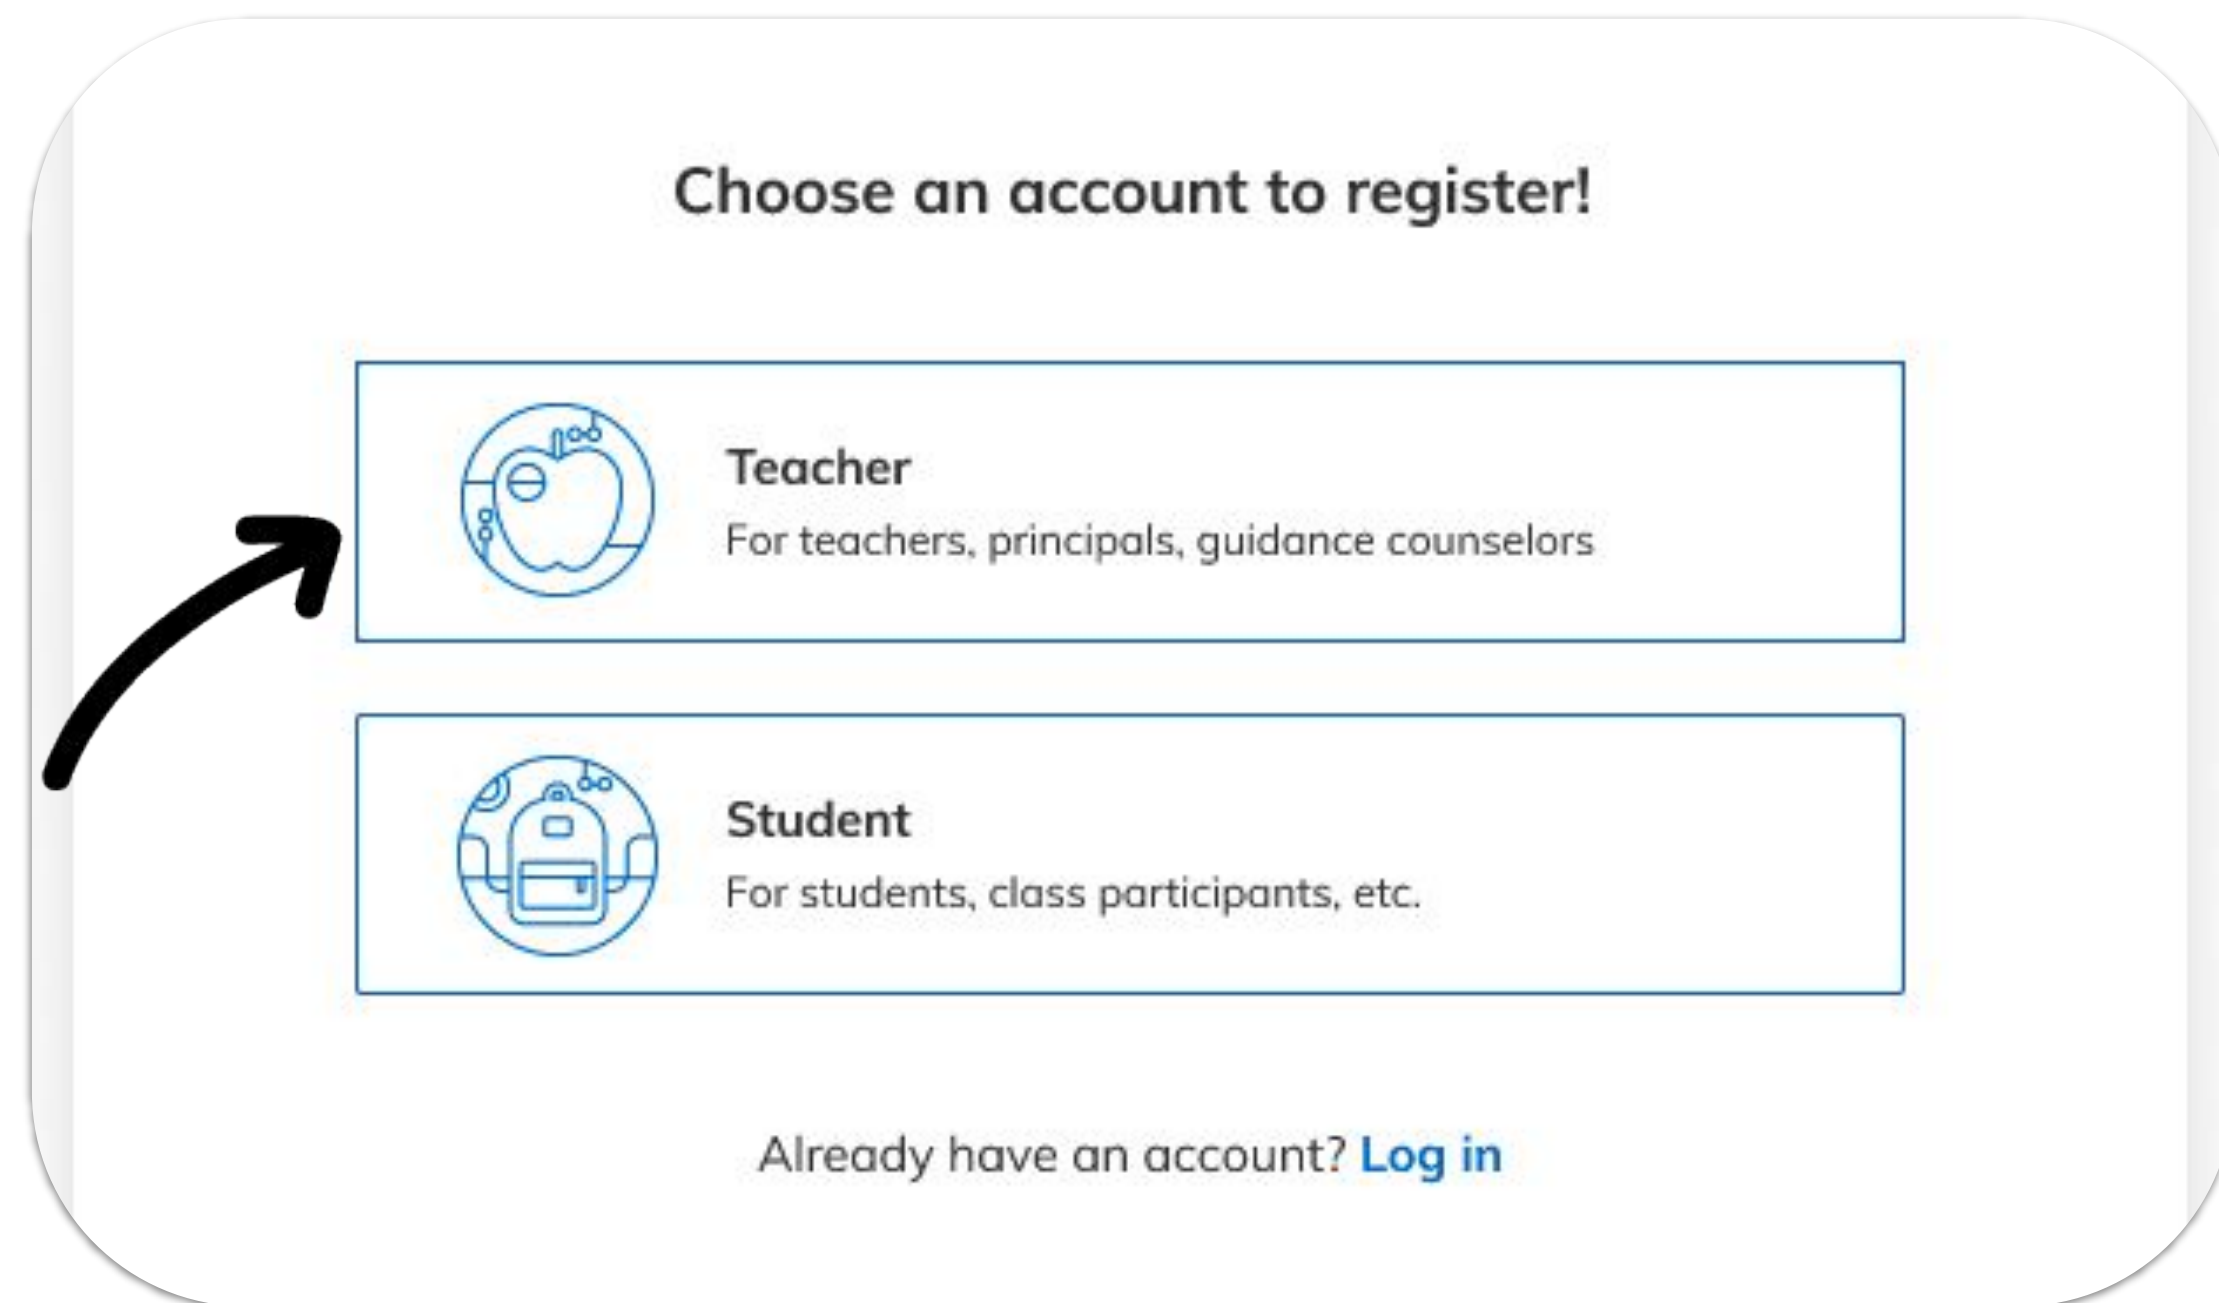 Choose an account to register!
Teacher
For teachers, principals, guidance counselors
Student
For students, class participants, etc.
Already have an account? Log in